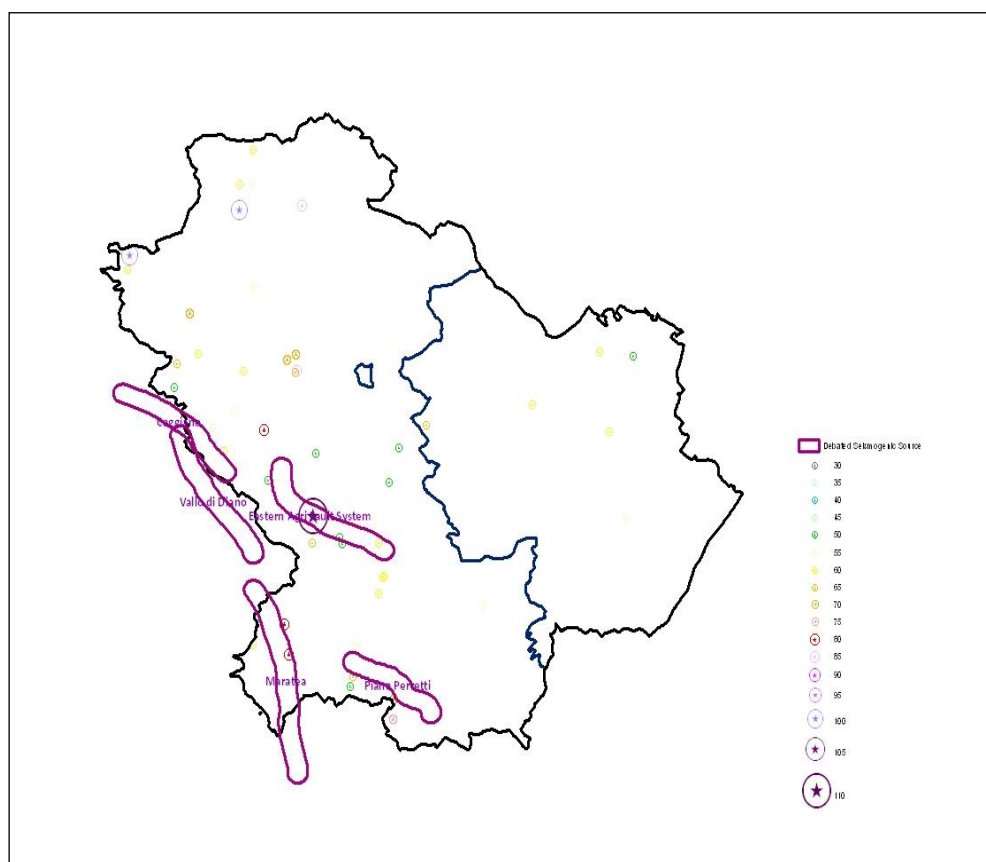 Caggiano
Vallo di Diano
Eastern Agri Fault System
Maratea
Piana Perretti
Debated Seismogenic Source
30
35
40
45
50
55
60
65
70
75
80
85
90
95
100
105
110